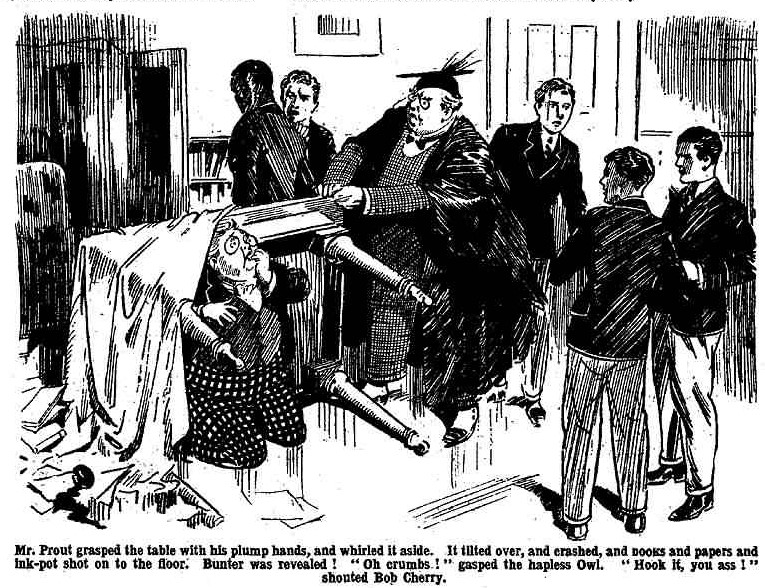 Mr. Prout grasped the table with his plump hands, and whirled it aside. It tilted over, and crashed, and books and papers and
ink-pot shot on to the floor. Bunter was revealed ! " Oh crumbs ! " gasped the hapless Owl. " Hook it, you ass ! "
shouted Bob Cherry.